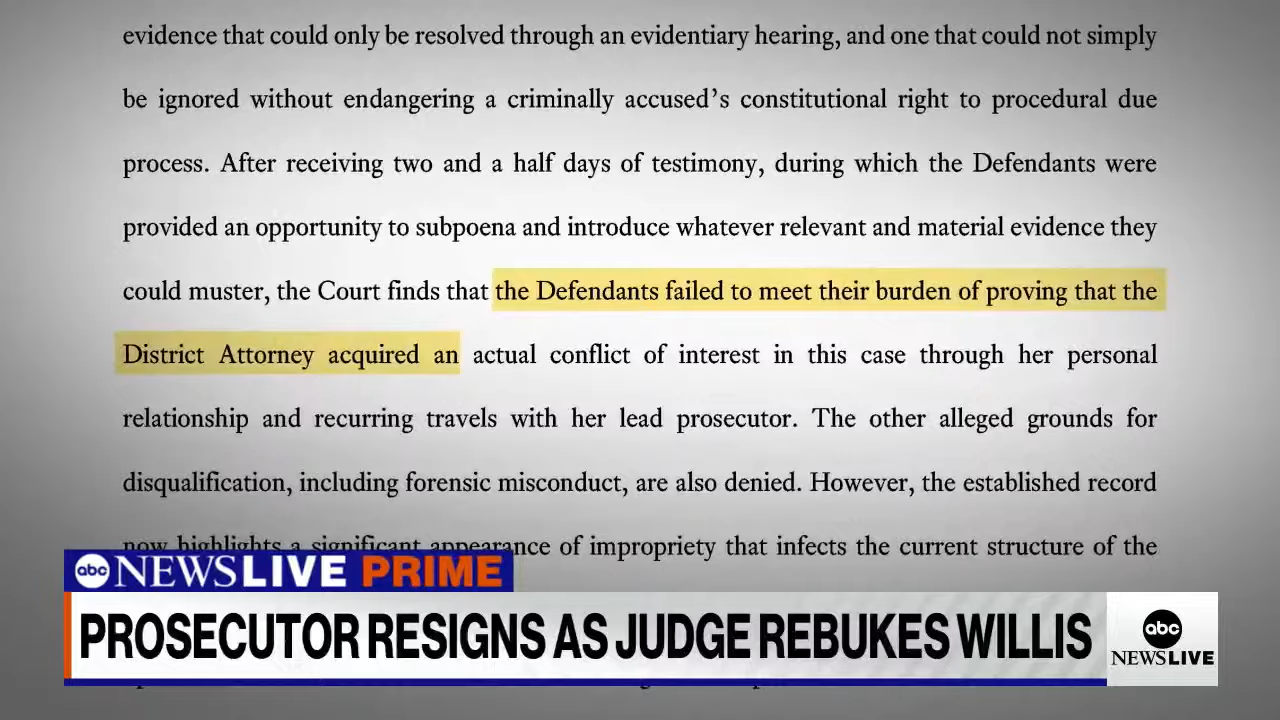 evidence that could only be resolved through an evidentiary hearing, and one that could not simply
be ignored without endangering a criminally accused's constitutional right to procedural due
process. After receiving two and a half days of testimony, during which the Defendants were
provided an opportunity to subpoena and introduce whatever relevant and material evidence they
could muster, the Court finds that the Defendants failed to meet their burden of proving that the
District Attorney acquired an actual conflict of interest in this case through her personal
relationship and recurring travels with her lead prosecutor. The other alleged grounds for
disqualification, including forensic misconduct, are also denied. However, the established record
now highlights a significant appearance of impropriety that infects the current structure of the
abc NEWS LIVE PRIME
PROSECUTOR RESIGNS AS JUDGE REBUKES WILLIS
abc
NEWS LIVE